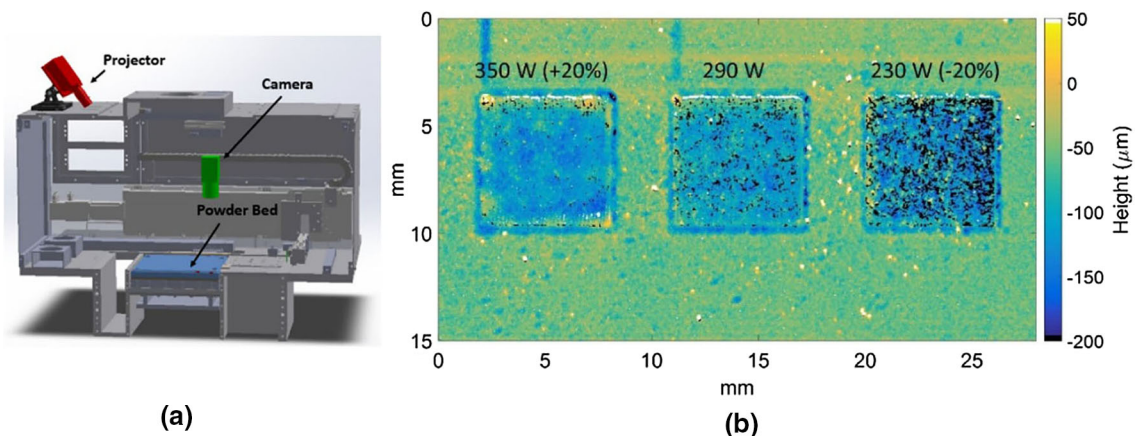 Projector
Camera
Powder Bed
(a)
350 W (+20%)
290 W
230 W (-20%)
0
5
10
15
mm
0
5
10
15
20
25
mm
50
0
-50
-100
-150
-200
Height (μm)
(b)